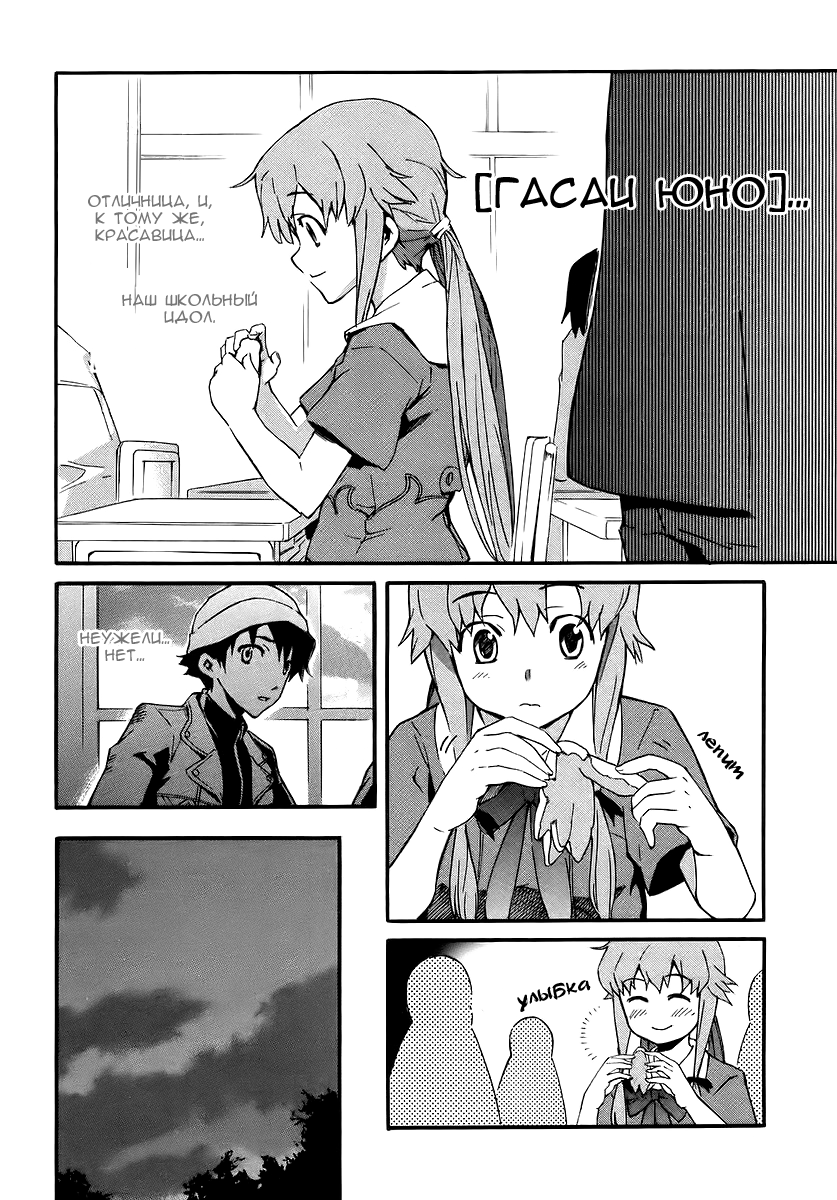 [ГАСАИ ЮНО]...
ОТЛИЧНИЦА, И,
К ТОМУ ЖЕ,
КРАСАВИЦА...
НАШ ШКОЛЬНЫЙ
ИДОЛ.
НЕУЖЕЛИ...
НЕТ...
лепит
УЛЫБКА